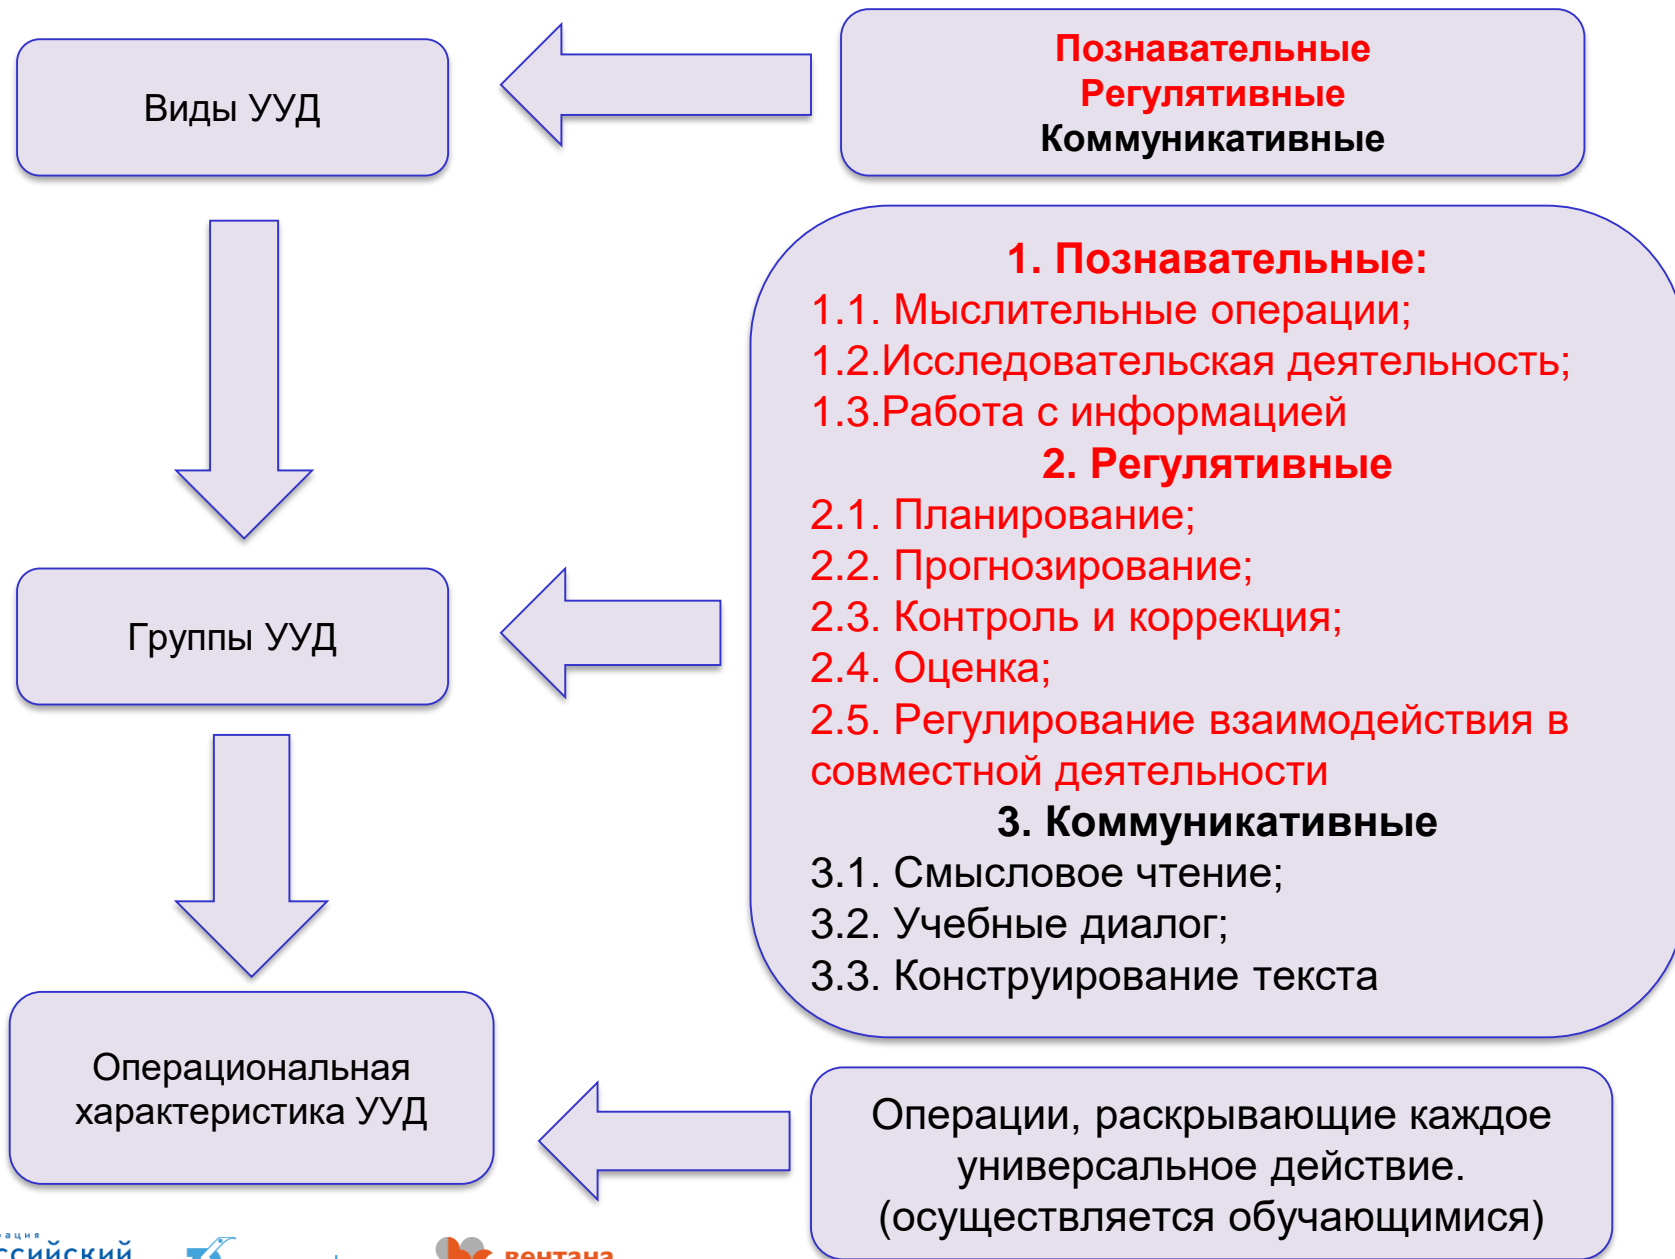 Виды УУД
Познавательные
Регулятивные
Коммуникативные
1. Познавательные:
1.1. Мыслительные операции;
1.2.Исследовательская деятельность;
1.3.Работа с информацией
2. Регулятивные
2.1. Планирование;
2.2. Прогнозирование;
2.3. Контроль и коррекция;
2.4. Оценка;
2.5. Регулирование взаимодействия в
совместной деятельности
3. Коммуникативные
3.1. Смысловое чтение;
3.2. Учебные диалог;
3.3. Конструирование текста
Группы УУД
Операциональная
характеристика УУД
Операции, раскрывающие каждое
универсальное действие.
(осуществляется обучающимися)
вентана